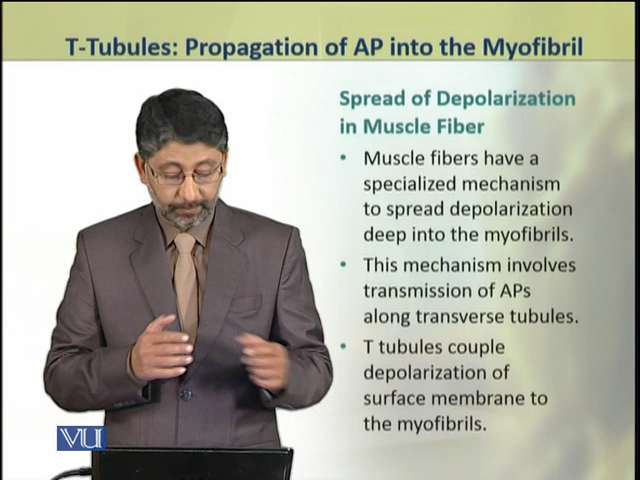 T-Tubules: Propagation of AP into the Myofibril
Spread of Depolarization
in Muscle Fiber
• Muscle fibers have a
specialized mechanism
to spread depolarization
deep into the myofibrils.
• This mechanism involves
transmission of APs
along transverse tubules.
• T tubules couple
depolarization of
surface membrane to
the myofibrils.
VU